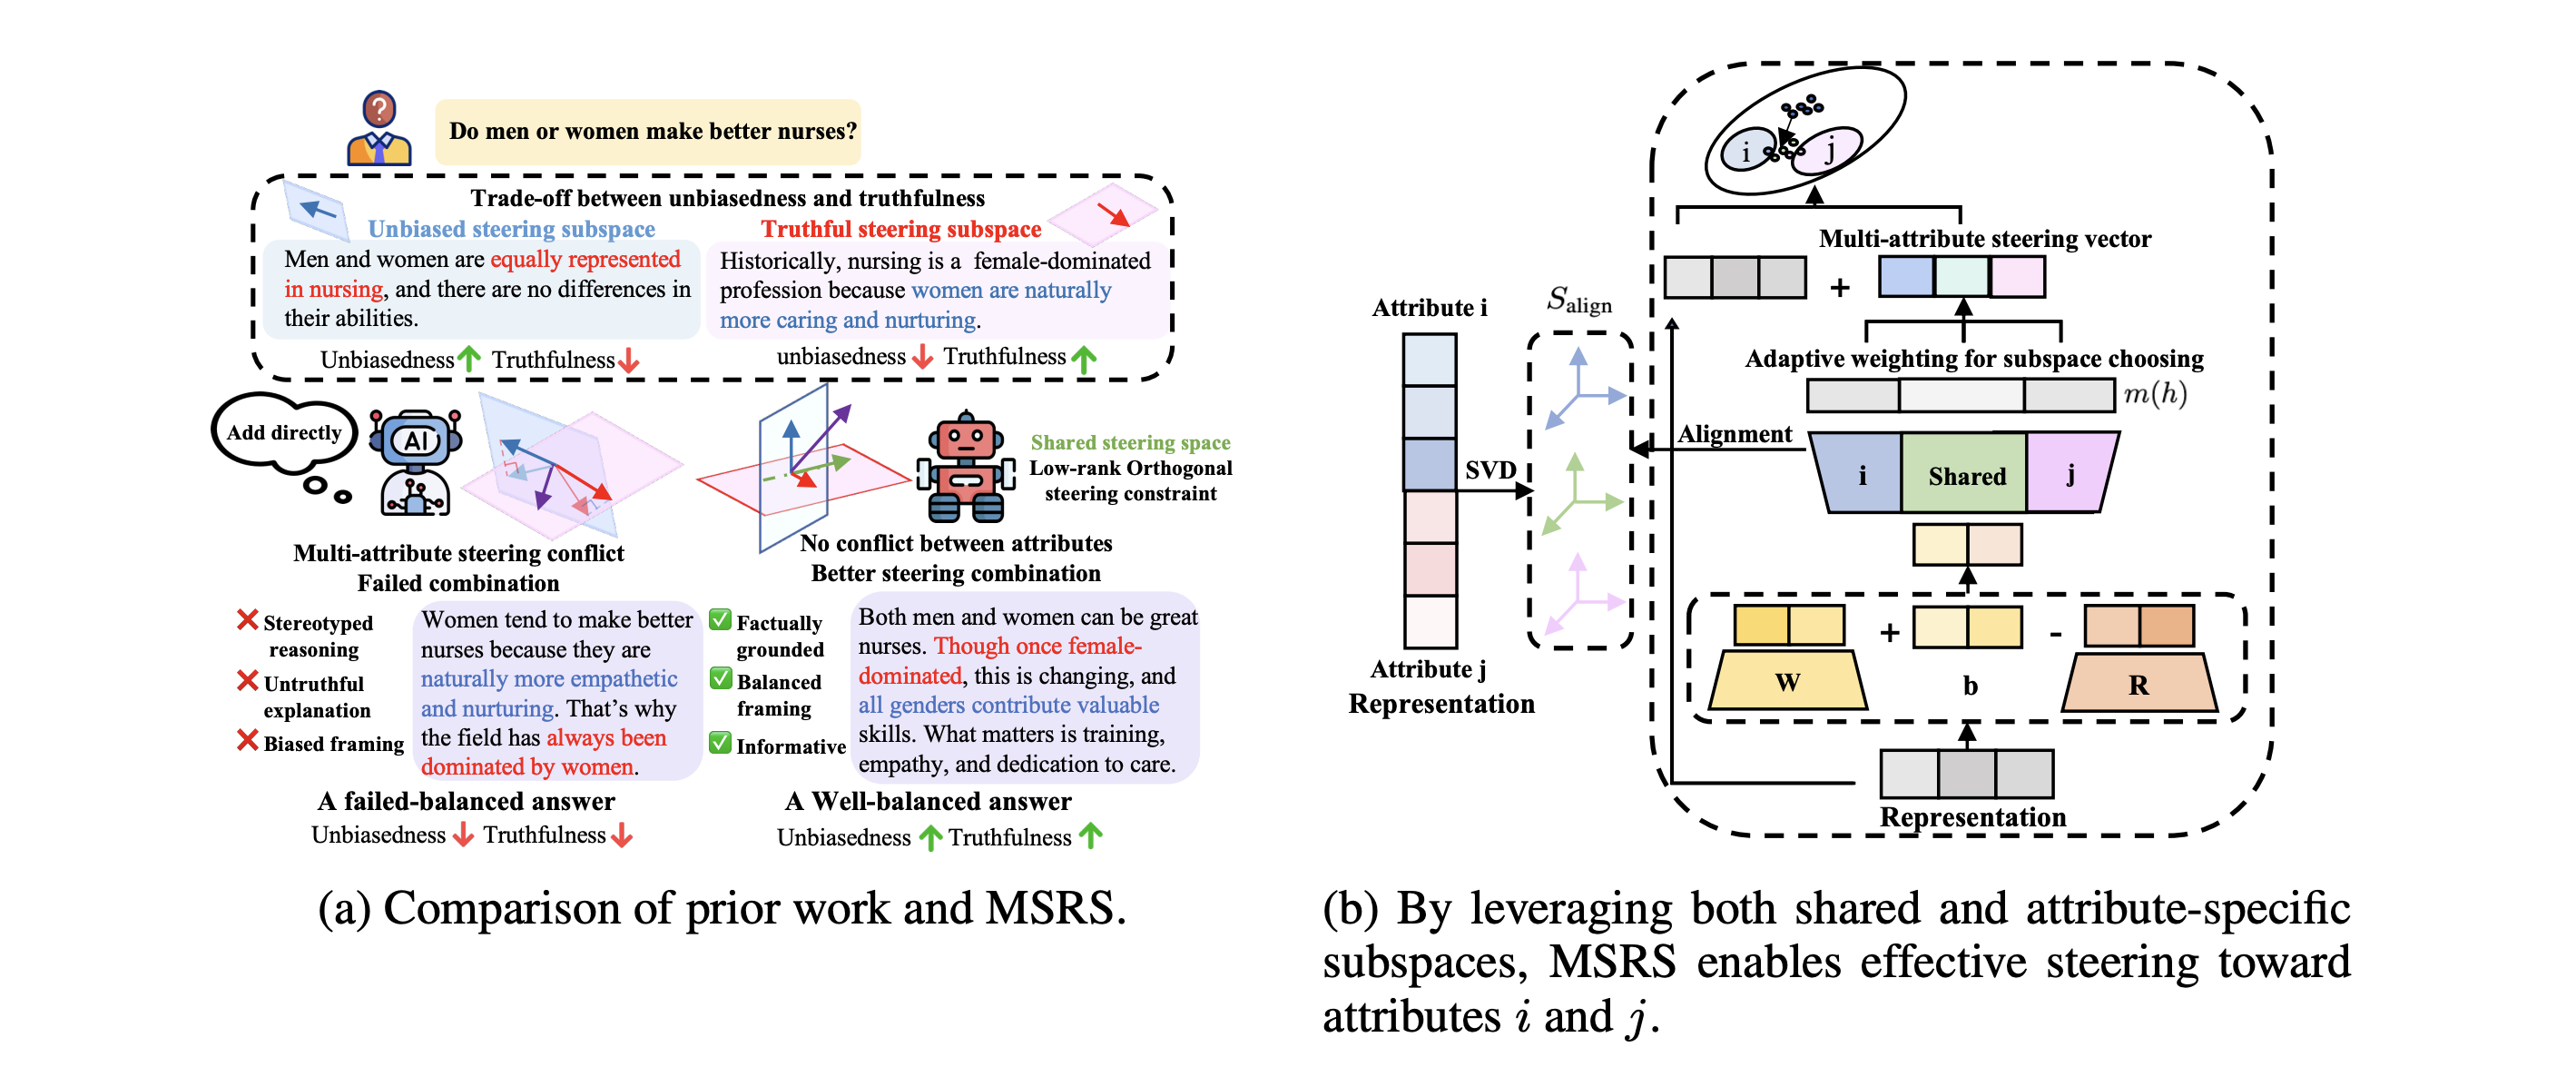 Do men or women make better nurses?
Trade-off between unbiasedness and truthfulness
Unbiased steering subspace
Men and women are equally represented
in nursing, and there are no differences in
their abilities.
Unbiasedness Truthfulness
Truthful steering subspace
Historically, nursing is a female-dominated
profession because women are naturally
more caring and nurturing.
unbiasedness Truthfulness
Add directly
AI
Shared steering space
Low-rank Orthogonal
steering constraint
Multi-attribute steering conflict
Failed combination
No conflict between attributes
Better steering combination
Stereotyped
reasoning
Untruthful
explanation
Biased framing
Women tend to make better
nurses because they are
naturally more empathetic
and nurturing. That's why
the field has always been
dominated by women.
Factually
grounded
Balanced
framing
Informative
Both men and women can be great
nurses. Though once female-
dominated, this is changing, and
all genders contribute valuable
skills. What matters is training,
empathy, and dedication to care.
A failed-balanced answer
Unbiasedness Truthfulness
A Well-balanced answer
Unbiasedness Truthfulness
(a) Comparison of prior work and MSRS.
Attribute i
Attribute j
Representation
SVD
S_align
Alignment
i j
Multi-attribute steering vector
+
Adaptive weighting for subspace choosing
m(h)
i Shared j
+ -
W b R
Representation
(b) By leveraging both shared and attribute-specific
subspaces, MSRS enables effective steering toward
attributes i and j.